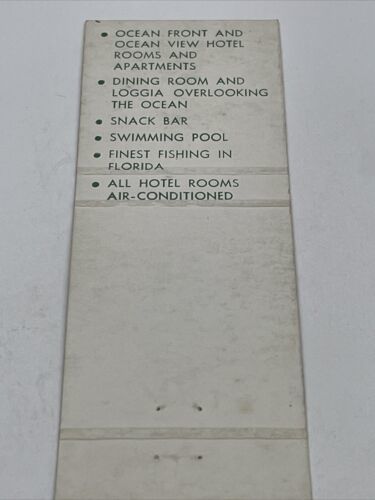 • OCEAN FRONT AND
OCEAN VIEW HOTEL
ROOMS AND
APARTMENTS
• DINING ROOM AND
LOGGIA OVERLOOKING
THE OCEAN
• SNACK BAR
• SWIMMING POOL
• FINEST FISHING IN
FLORIDA
• ALL HOTEL ROOMS
AIR-CONDITIONED